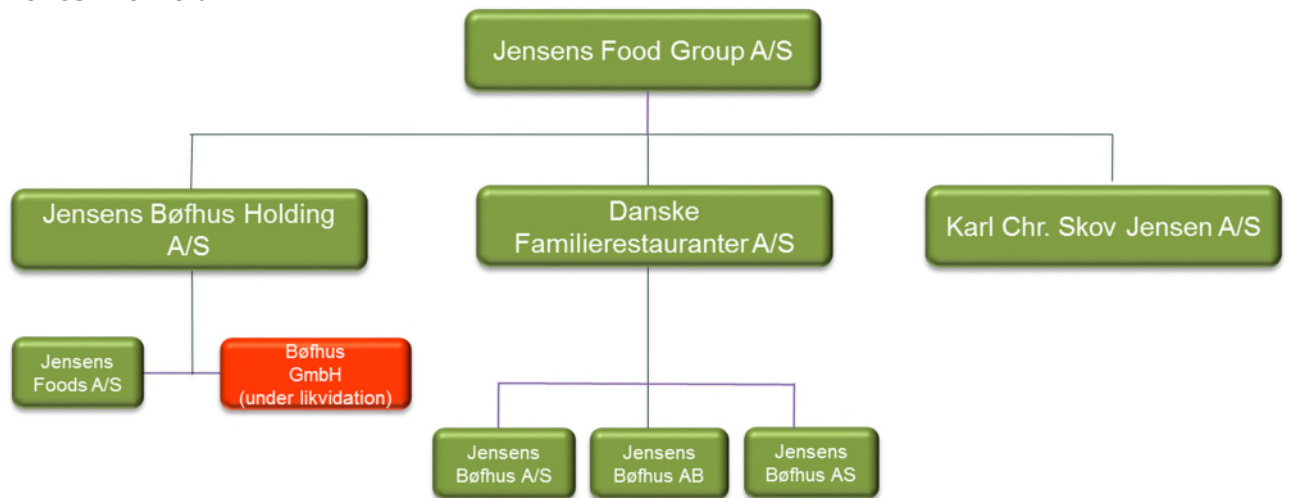 Jensens Food Group A/S
Jensens Bøfhus Holding
A/S
Danske
Familierestauranter A/S
Karl Chr. Skov Jensen A/S
Jensens
Foods A/S
Bøfhus
GmbH
(under likvidation)
Jensens
Bøfhus A/S
Jensens
Bøfhus AB
Jensens
Bøfhus AS